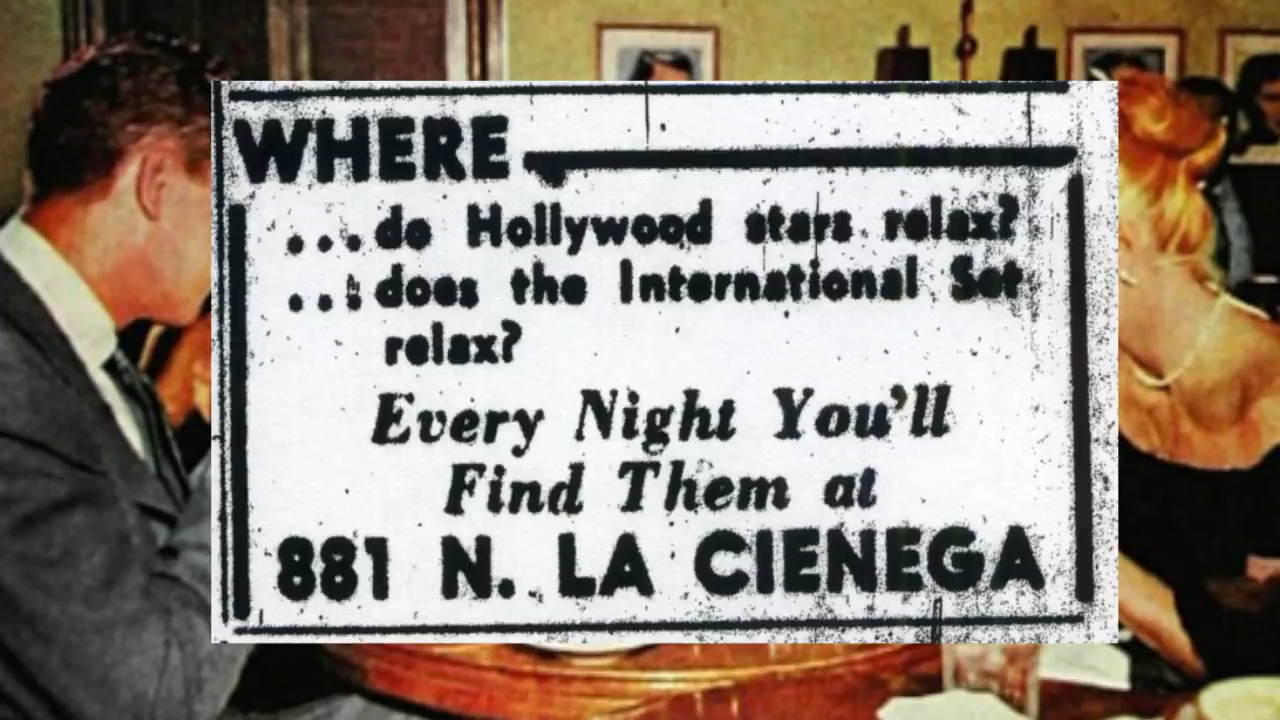 WHERE
...do Hollywood stars relax?
...does the International Set
relax?
Every Night You'll
Find Them at
881 N. LA CIENEGA